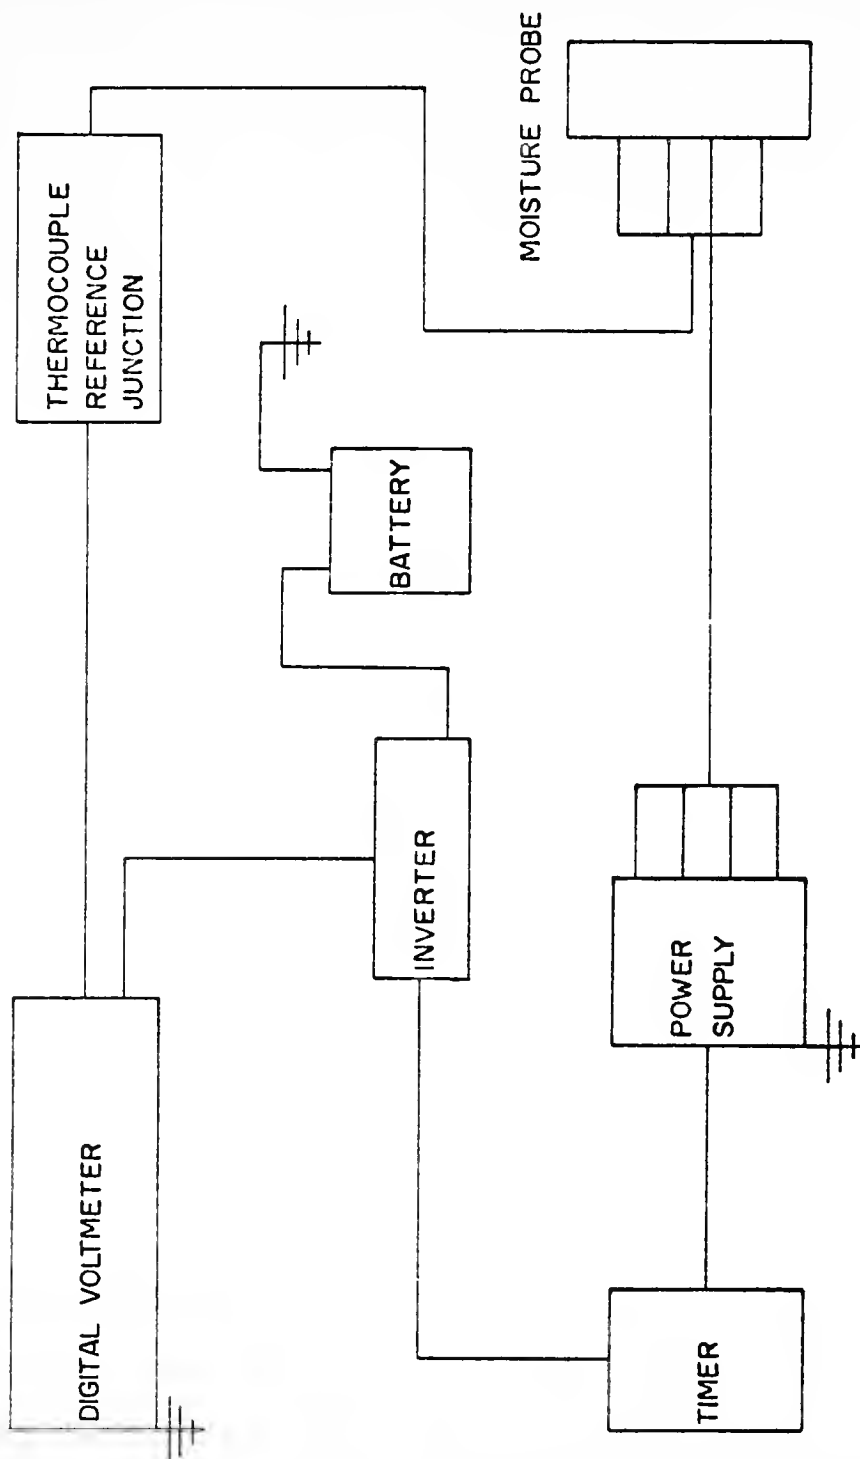 DIGITAL VOLTMETER
THERMOCOUPLE
REFERENCE
JUNCTION
INVERTER
BATTERY
MOISTURE PROBE
TIMER
POWER
SUPPLY